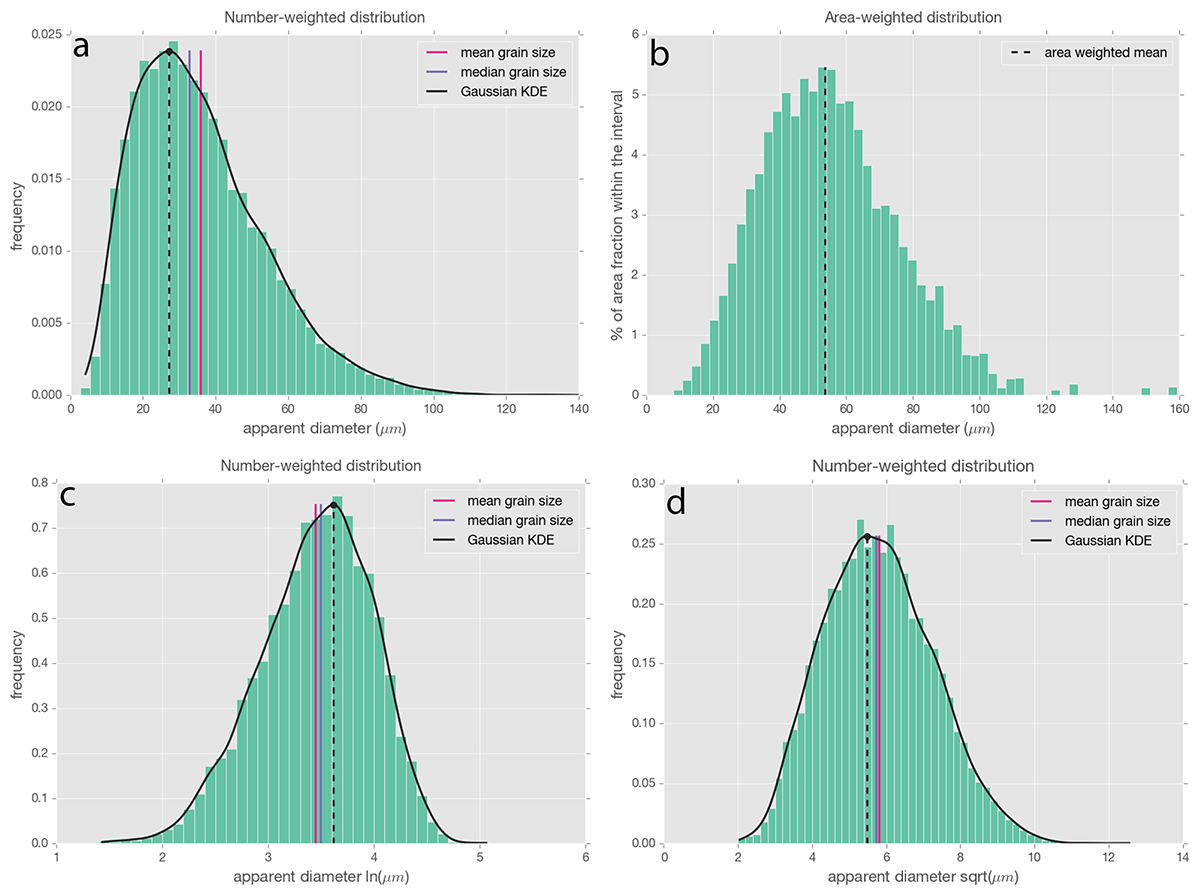 Number-weighted distribution
a
0.025
0.020
0.015
0.010
0.005
0.000
frequency
mean grain size
median grain size
Gaussian KDE
0 20 40 60 80 100 120 140
apparent diameter (μm)
Area-weighted distribution
b
6
5
4
3
2
1
0
% of area fraction within the interval
area weighted mean
0 20 40 60 80 100 120 140 160
apparent diameter (μm)
Number-weighted distribution
c
0.8
0.7
0.6
0.5
0.4
0.3
0.2
0.1
0.0
frequency
mean grain size
median grain size
Gaussian KDE
1 2 3 4 5 6
apparent diameter ln(μm)
Number-weighted distribution
d
0.30
0.25
0.20
0.15
0.10
0.05
0.00
frequency
mean grain size
median grain size
Gaussian KDE
0 2 4 6 8 10 12 14
apparent diameter sqrt(μm)